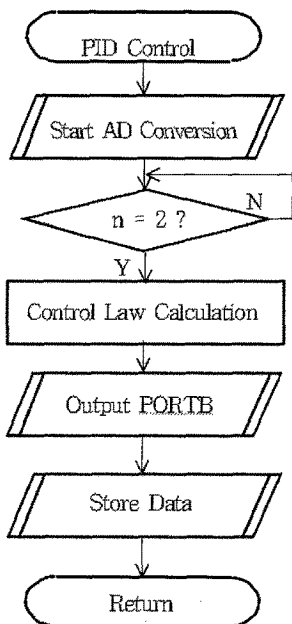 PID Control
Start AD Conversion
n = 2 ?
N
Y
Control Law Calculation
Output PORTB
Store Data
Return